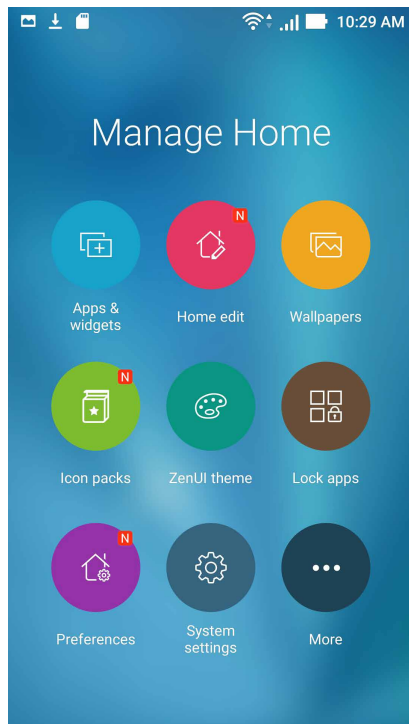 10:29 AM
Manage Home
N
Apps &
widgets
Home edit
Wallpapers
N
Icon packs
ZenUI theme
Lock apps
N
Preferences
System
settings
More